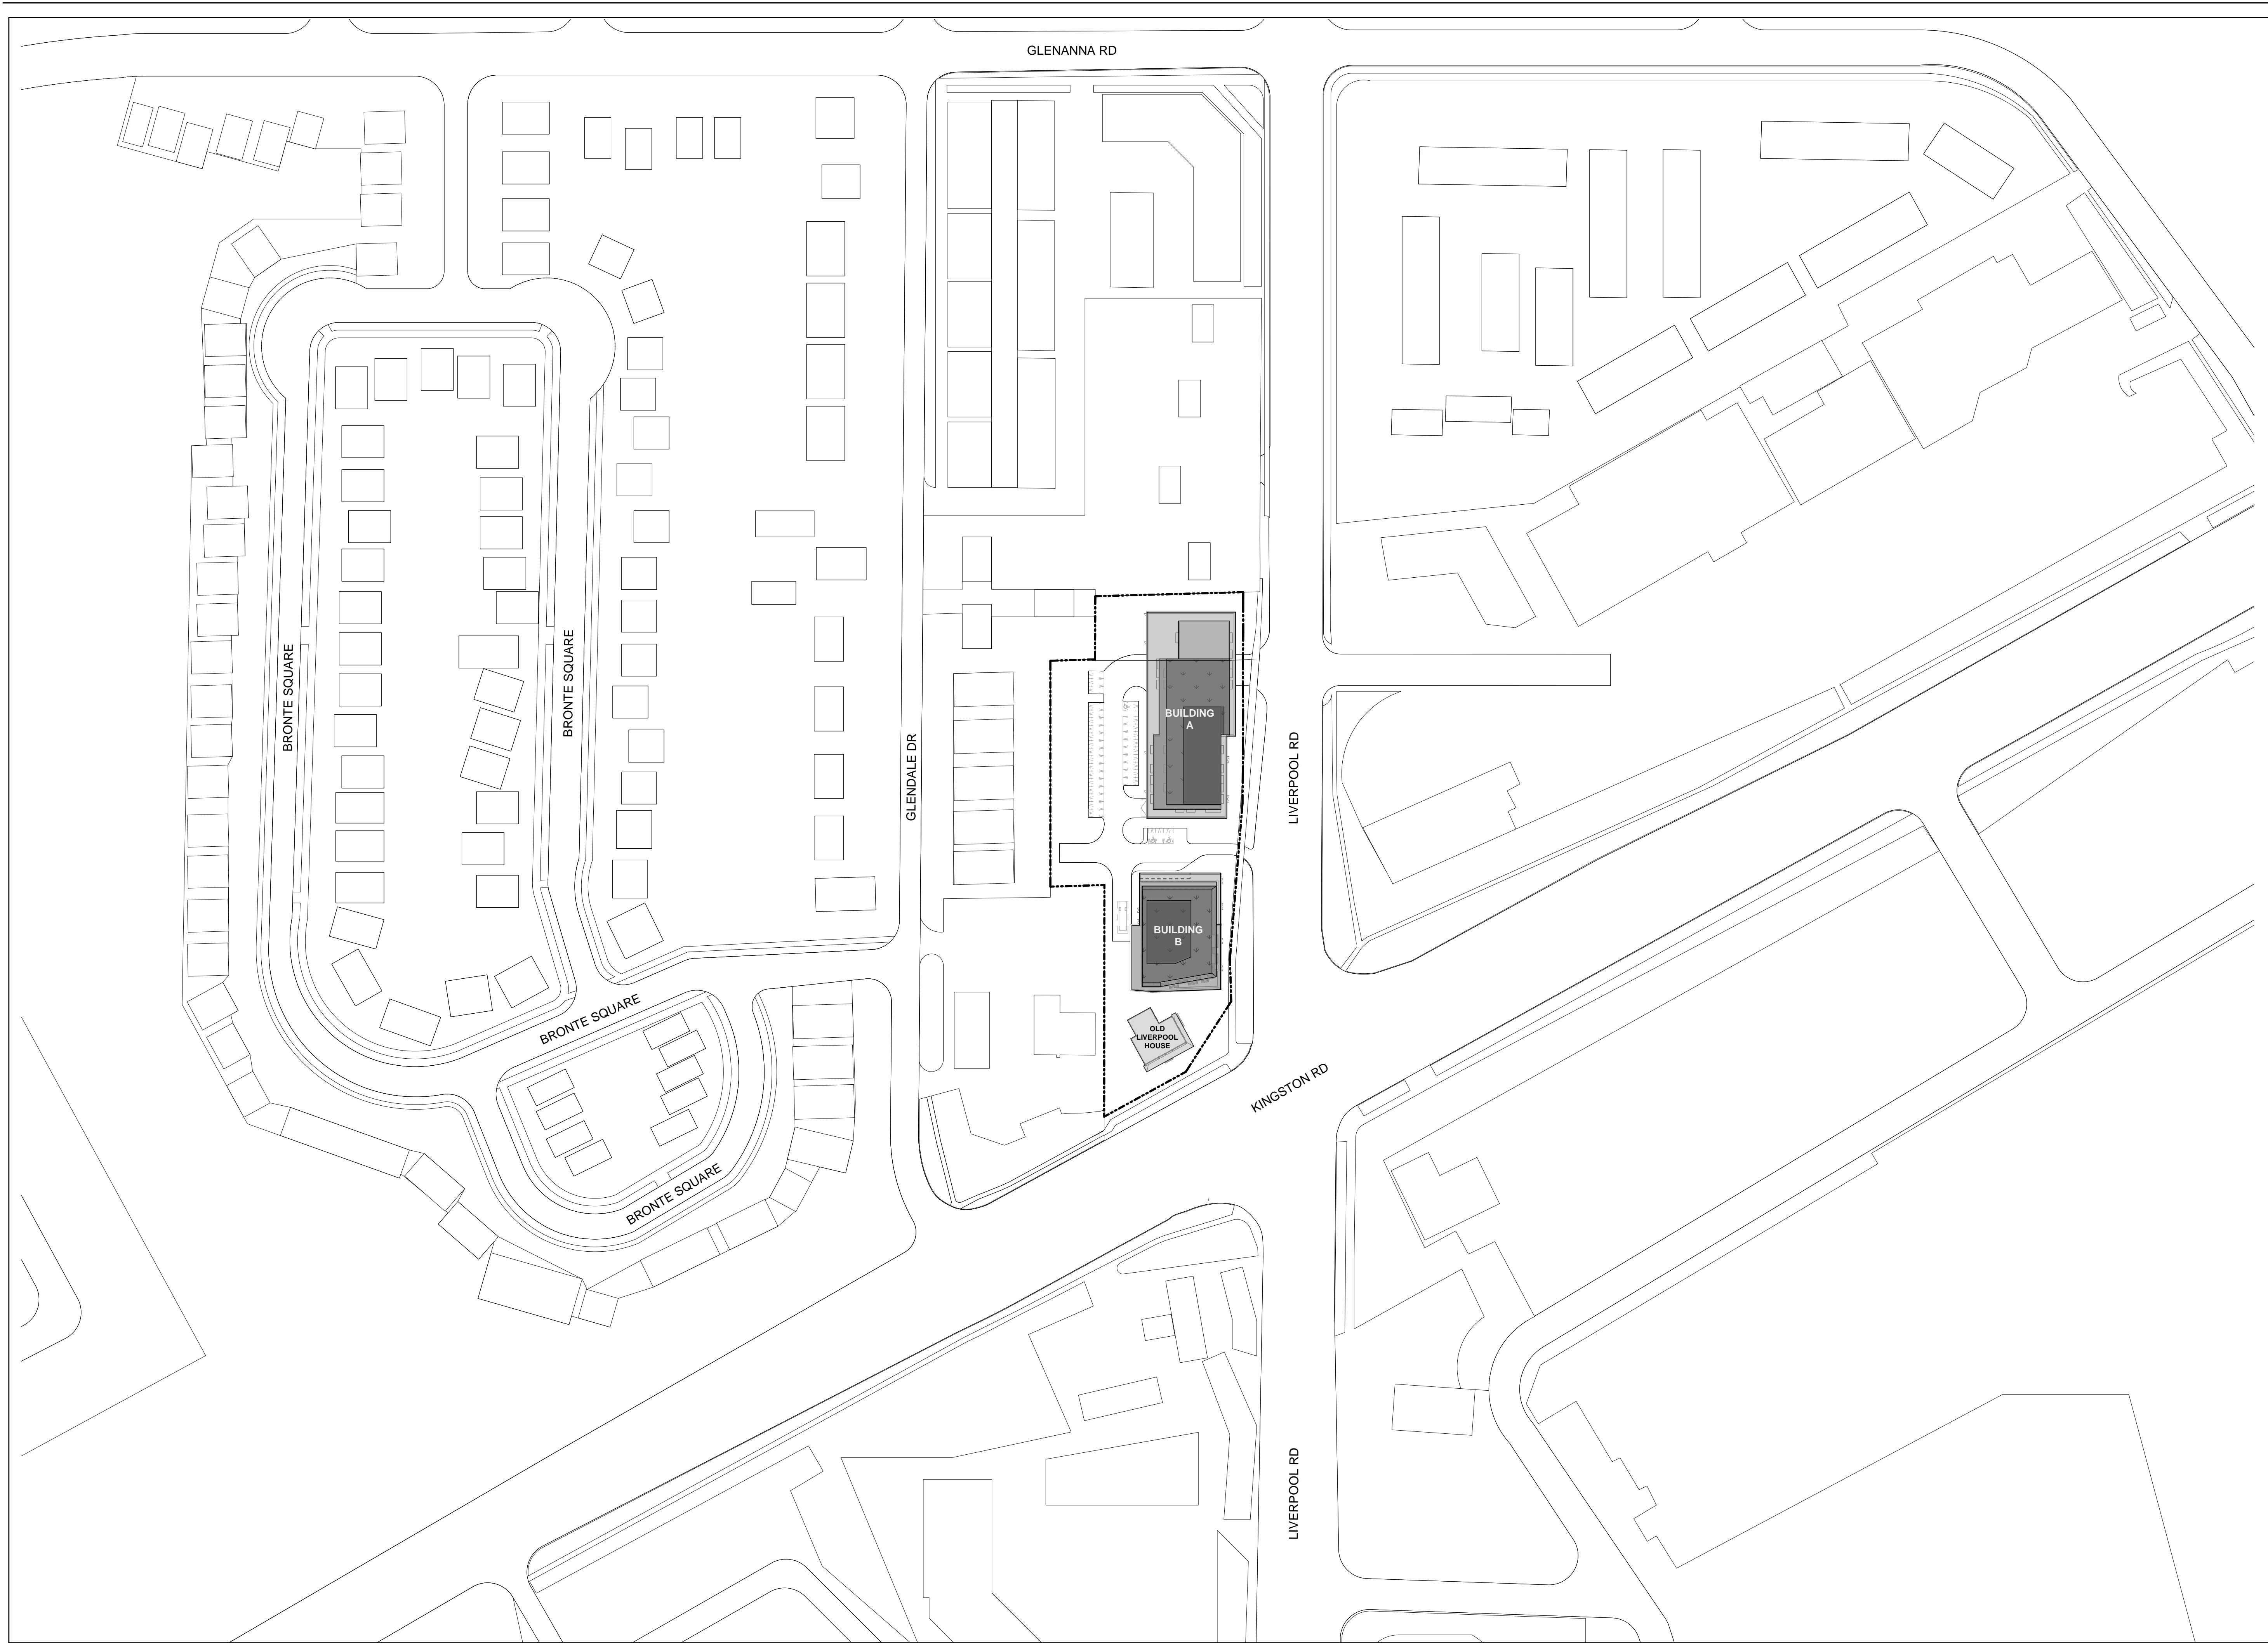 GLENANNA RD
BRONTE SQUARE
BRONTE SQUARE
GLENDALE DR
BUILDING
A
LIVERPOOL RD
BUILDING
B
OLD
LIVERPOOL
HOUSE
BRONTE SQUARE
KINGSTON RD
BRONTE SQUARE
LIVERPOOL RD